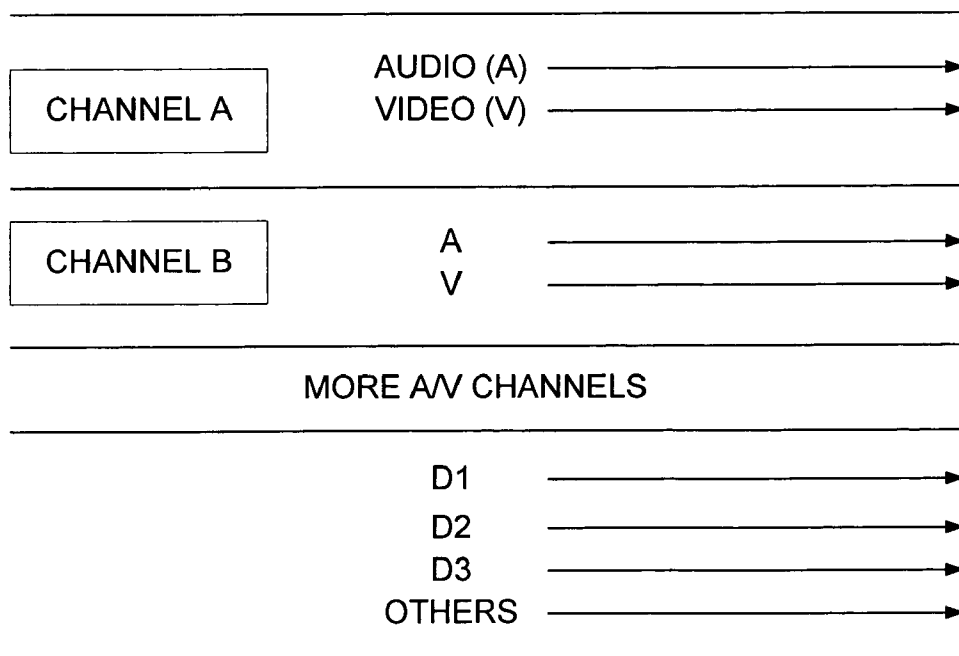 AUDIO (A)
CHANNEL A
VIDEO (V)
A
CHANNEL B
V
MORE A/V CHANNELS
D1
D2
D3
OTHERS